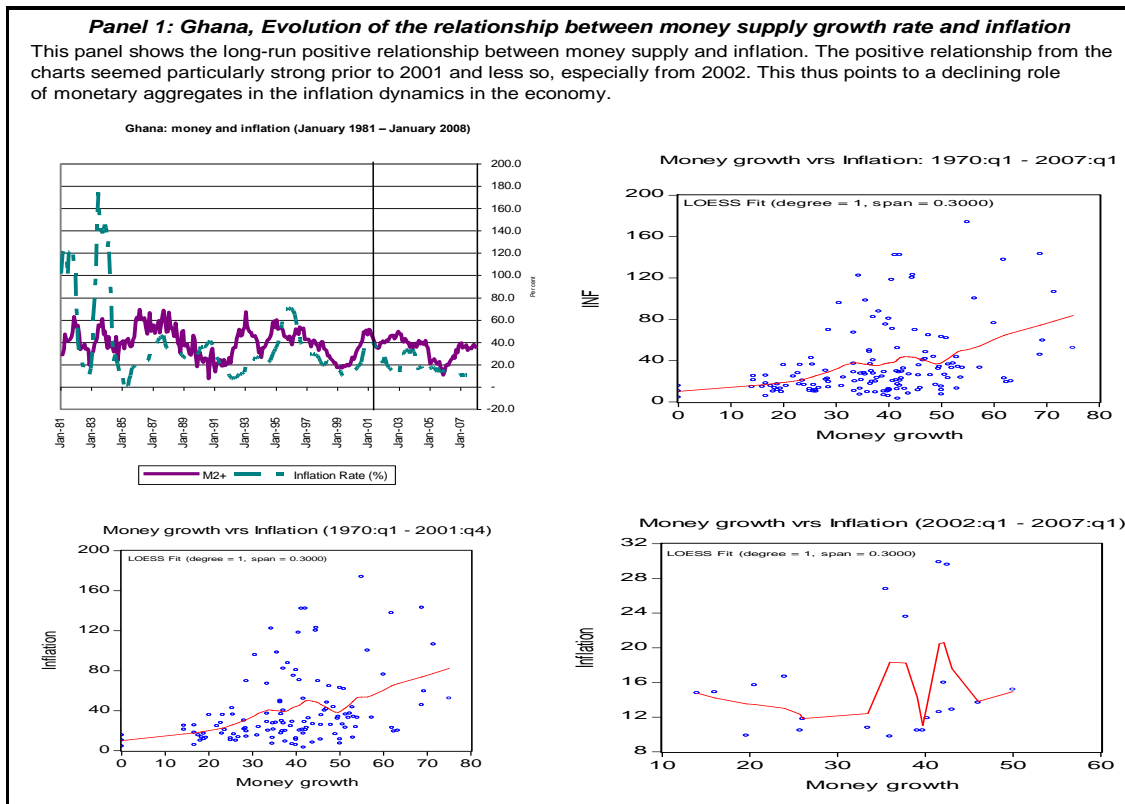 Panel 1: Ghana, Evolution of the relationship between money supply growth rate and inflation
This panel shows the long-run positive relationship between money supply and inflation. The positive relationship from the
charts seemed particularly strong prior to 2001 and less so, especially from 2002. This thus points to a declining role
of monetary aggregates in the inflation dynamics in the economy.
Ghana: money and inflation (January 1981 – January 2008)
200.0
180.0
160.0
140.0
120.0
100.0
80.0
60.0
40.0
20.0
-
-20.0
Percent
Jan-81
Jan-83
Jan-85
Jan-87
Jan-89
Jan-91
Jan-93
Jan-95
Jan-97
Jan-99
Jan-01
Jan-03
Jan-05
Jan-07
M2+
Inflation Rate (%)
Money growth vrs Inflation: 1970:q1 - 2007:q1
LOESS Fit (degree = 1, span = 0.3000)
200
160
120
80
40
0
INF
0 10 20 30 40 50 60 70 80
Money growth
Money growth vrs Inflation (1970:q1 - 2001:q4)
LOESS Fit (degree = 1, span = 0.3000)
200
160
120
80
40
0
Inflation
0 10 20 30 40 50 60 70 80
Money growth
Money growth vrs Inflation (2002:q1 - 2007:q1)
LOESS Fit (degree = 1, span = 0.3000)
32
28
24
20
16
12
8
Inflation
10 20 30 40 50 60
Money growth